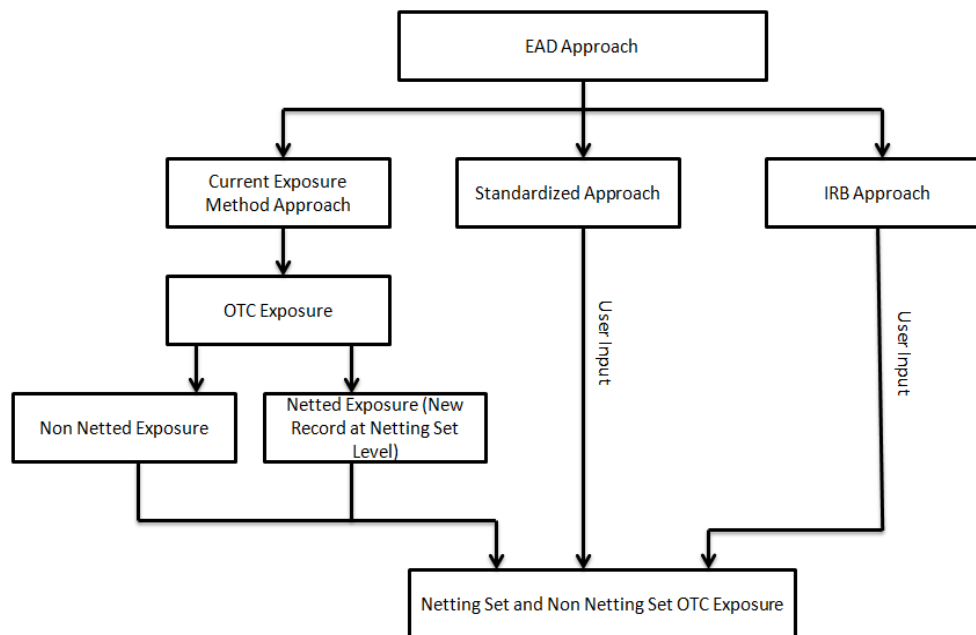 EAD Approach
Current Exposure
Method Approach
Standardized Approach
IRB Approach
OTC Exposure
User Input
User Input
Non Netted Exposure
Netted Exposure (New
Record at Netting Set
Level)
Netting Set and Non Netting Set OTC Exposure